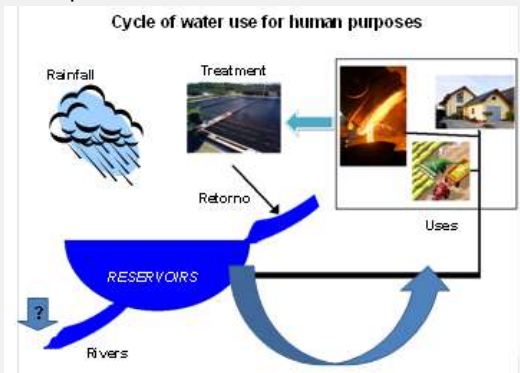 Cycle of water use for human purposes
Rainfall
Treatment
Retorno
Uses
RESERVOIRS
?
Rivers